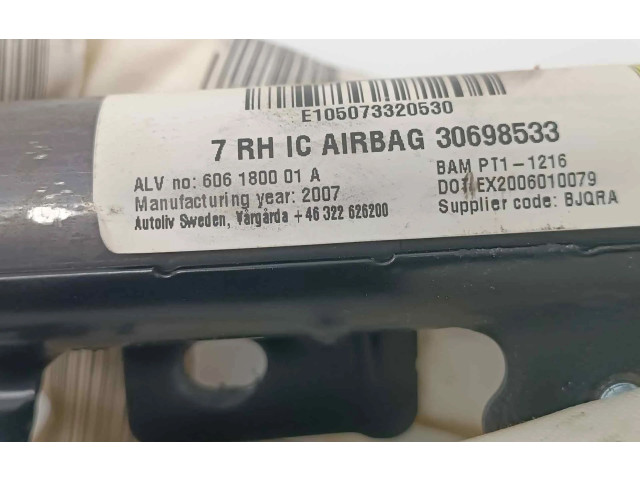 E105073320530
7 RH IC AIRBAG 30698533
ALV no: 606 1800 01 A
BAM PT1-1216
Manufacturing year: 2007
DOT EX2006010079
Autoliv Sweden, Vårgårda +46 322 626200
Supplier code: BJQRA